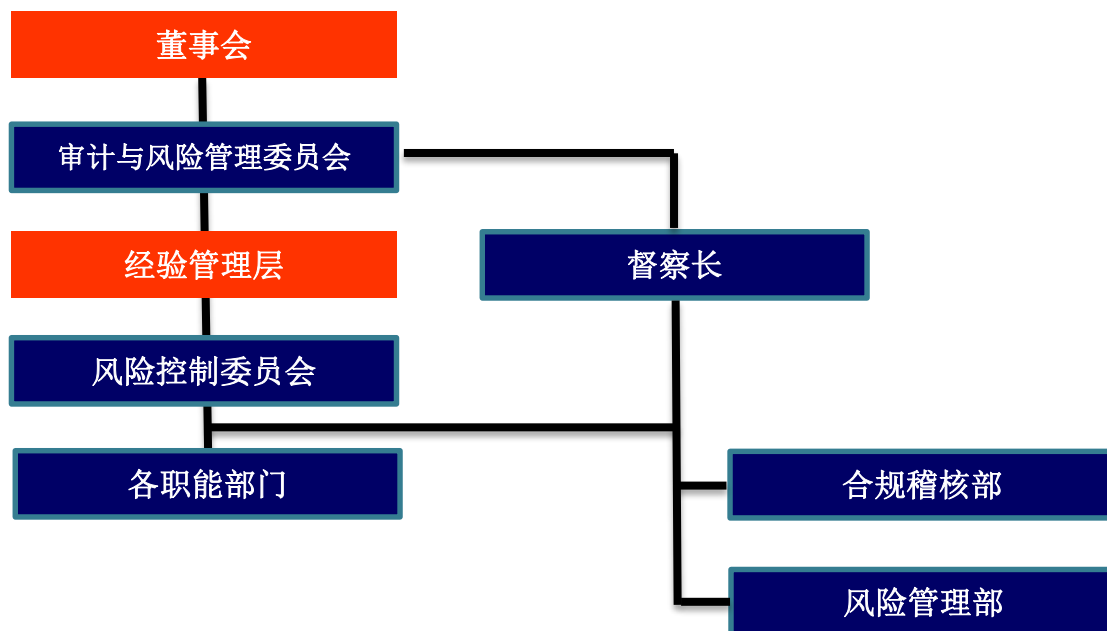 董事会
审计与风险管理委员会
经验管理层
督察长
风险控制委员会
各职能部门
合规稽核部
风险管理部